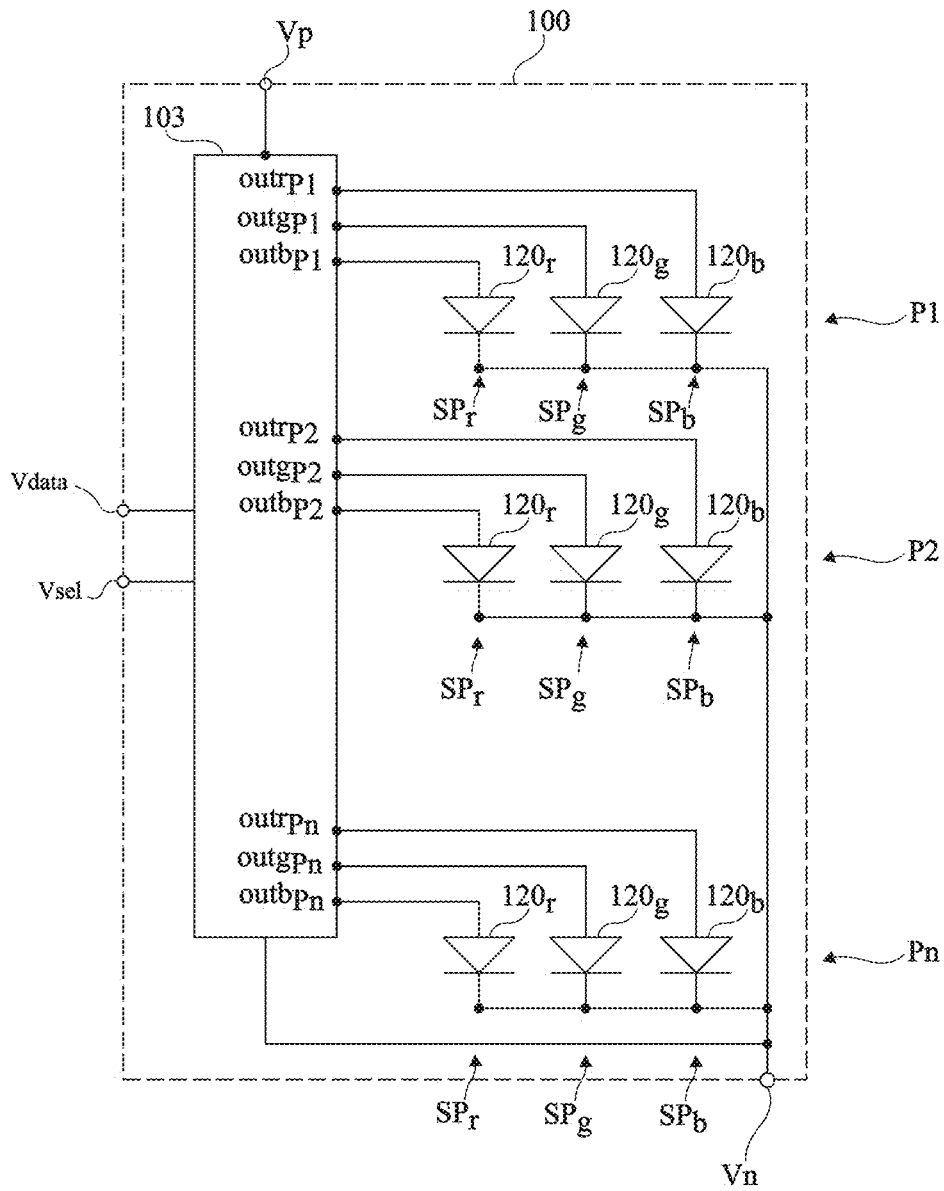 Vp
100
103
outrP1
outgP1
outbP1
120r
120g
120b
P1
SPr
SPg
SPb
outrP2
outgP2
outbP2
Vdata
120r
120g
120b
P2
Vsel
SPr
SPg
SPb
outrPn
outgPn
outbPn
120r
120g
120b
Pn
SPr
SPg
SPb
Vn